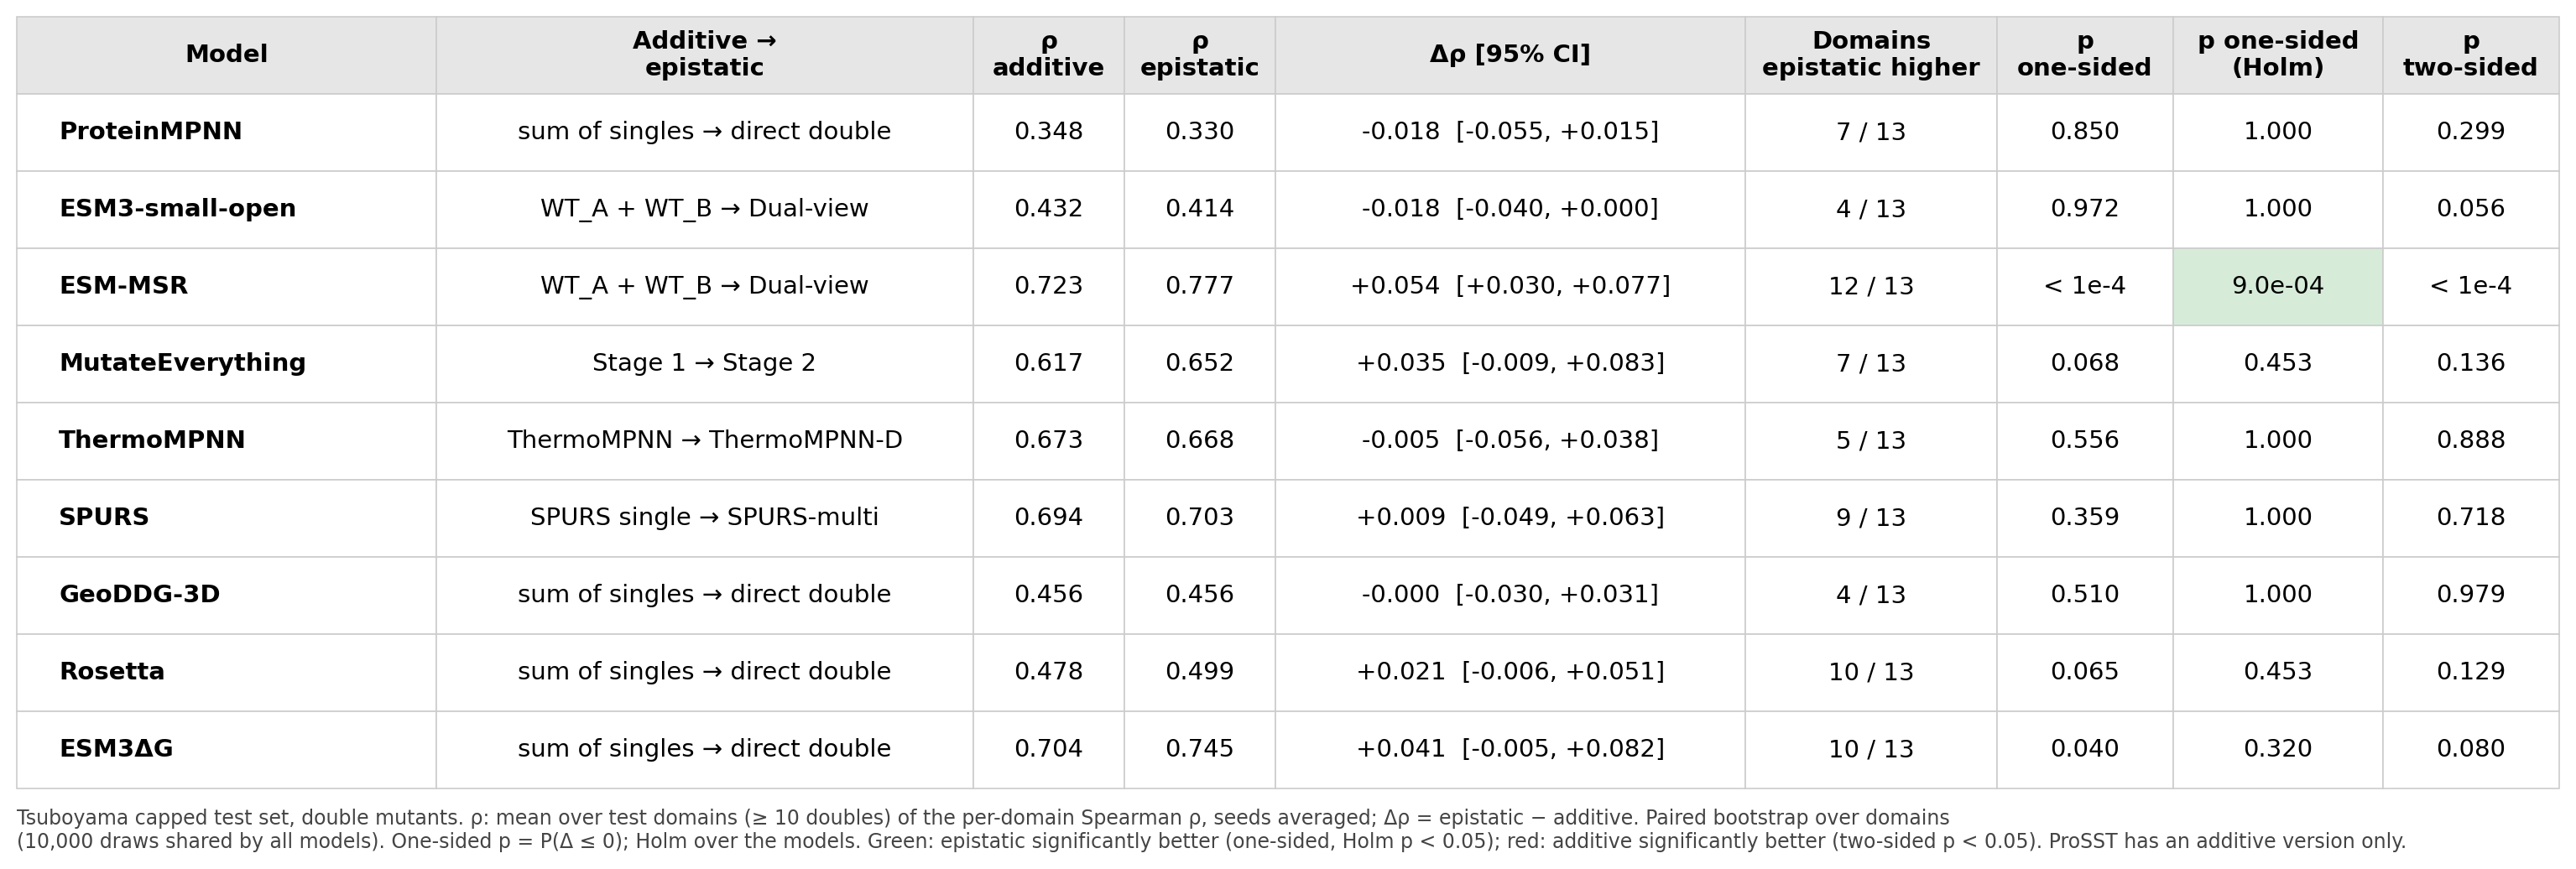 Model | Additive → epistatic | ρ additive | ρ epistatic | Δρ [95% CI] | Domains epistatic higher | p one-sided | p one-sided (Holm) | p two-sided
ProteinMPNN | sum of singles → direct double | 0.348 | 0.330 | -0.018 [-0.055, +0.015] | 7 / 13 | 0.850 | 1.000 | 0.299
ESM3-small-open | WT_A + WT_B → Dual-view | 0.432 | 0.414 | -0.018 [-0.040, +0.000] | 4 / 13 | 0.972 | 1.000 | 0.056
ESM-MSR | WT_A + WT_B → Dual-view | 0.723 | 0.777 | +0.054 [+0.030, +0.077] | 12 / 13 | < 1e-4 | 9.0e-04 | < 1e-4
MutateEverything | Stage 1 → Stage 2 | 0.617 | 0.652 | +0.035 [-0.009, +0.083] | 7 / 13 | 0.068 | 0.453 | 0.136
ThermoMPNN | ThermoMPNN → ThermoMPNN-D | 0.673 | 0.668 | -0.005 [-0.056, +0.038] | 5 / 13 | 0.556 | 1.000 | 0.888
SPURS | SPURS single → SPURS-multi | 0.694 | 0.703 | +0.009 [-0.049, +0.063] | 9 / 13 | 0.359 | 1.000 | 0.718
GeoDDG-3D | sum of singles → direct double | 0.456 | 0.456 | -0.000 [-0.030, +0.031] | 4 / 13 | 0.510 | 1.000 | 0.979
Rosetta | sum of singles → direct double | 0.478 | 0.499 | +0.021 [-0.006, +0.051] | 10 / 13 | 0.065 | 0.453 | 0.129
ESM3ΔG | sum of singles → direct double | 0.704 | 0.745 | +0.041 [-0.005, +0.082] | 10 / 13 | 0.040 | 0.320 | 0.080
Tsuboyama capped test set, double mutants. ρ: mean over test domains (≥ 10 doubles) of the per-domain Spearman ρ, seeds averaged; Δρ = epistatic − additive. Paired bootstrap over domains
(10,000 draws shared by all models). One-sided p = P(Δ ≤ 0); Holm over the models. Green: epistatic significantly better (one-sided, Holm p < 0.05); red: additive significantly better (two-sided p < 0.05). ProSST has an additive version only.